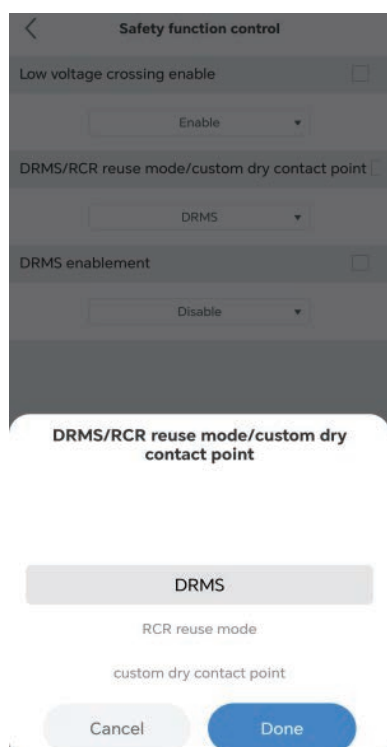 Safety function control
Low voltage crossing enable
Enable
DRMS/RCR reuse mode/custom dry contact point
DRMS
DRMS enablement
Disable
DRMS/RCR reuse mode/custom dry
contact point
DRMS
RCR reuse mode
custom dry contact point
Cancel
Done